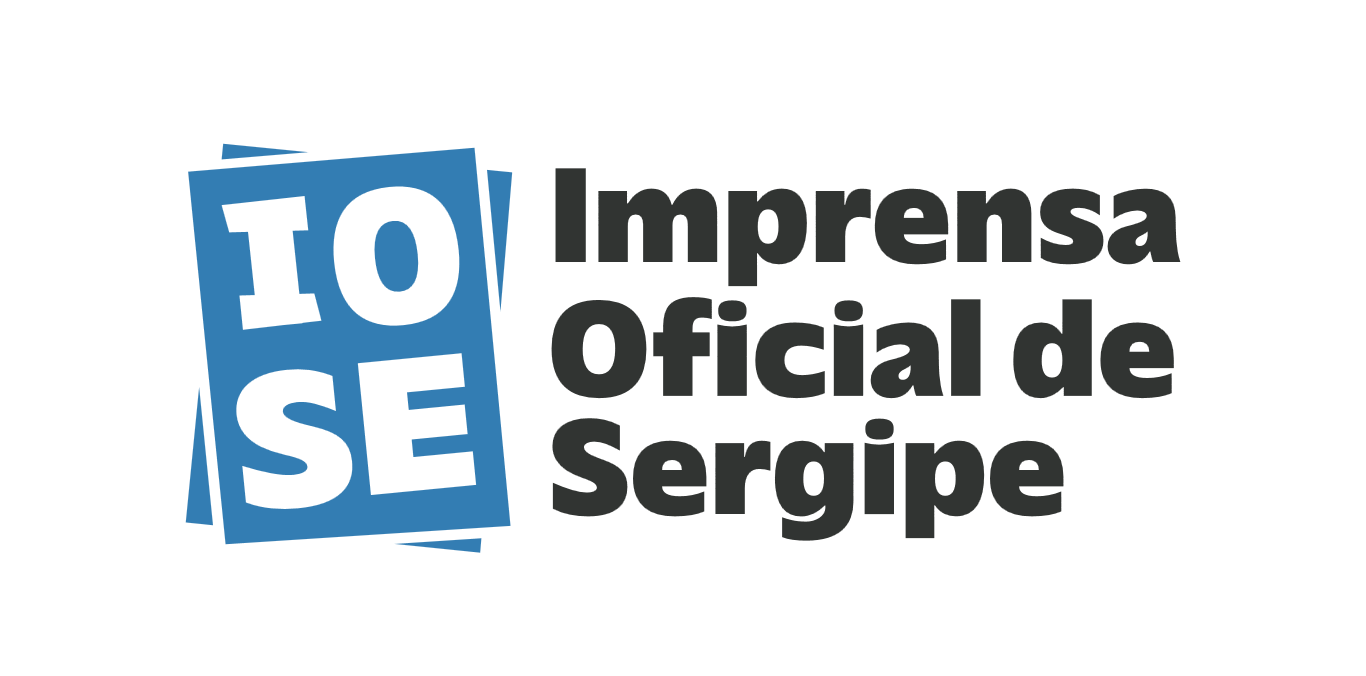 IO
SE
Imprensa
Oficial de
Sergipe